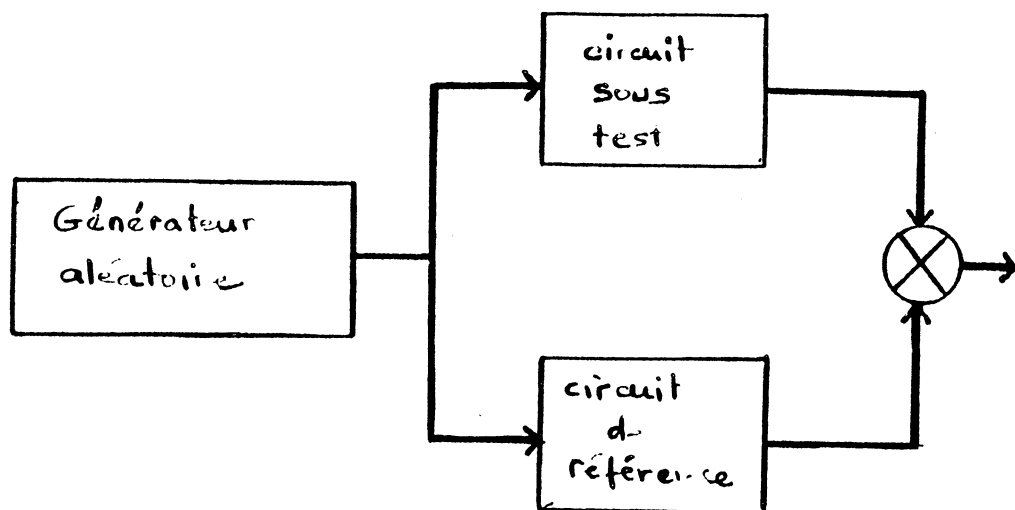 Générateur
aléatoire
circuit
sous
test
circuit
de
référence